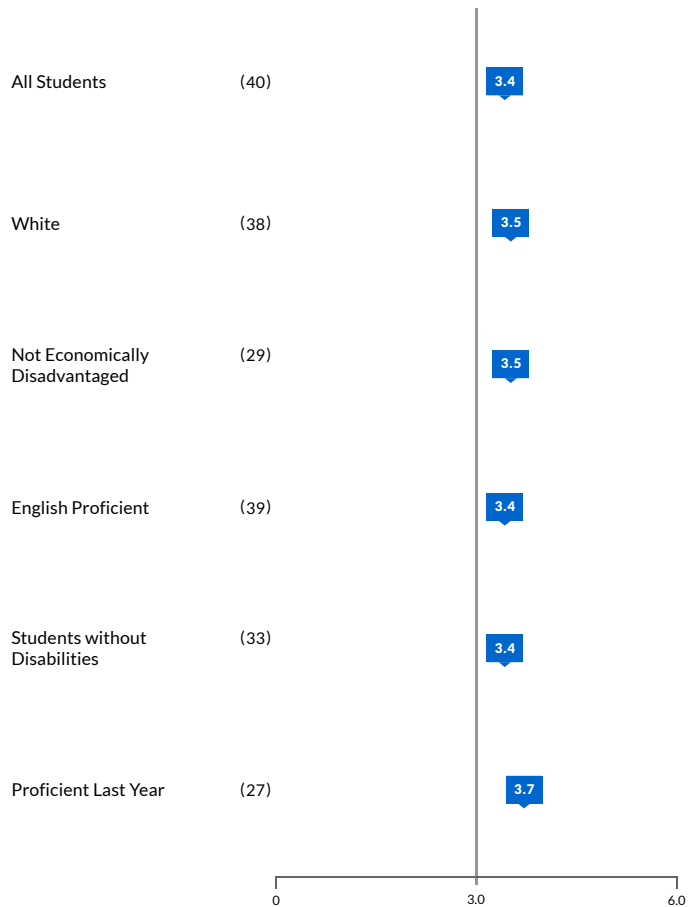 All Students (40) 3.4
White (38) 3.5
Not Economically (29) 3.5
Disadvantaged
English Proficient (39) 3.4
Students without (33) 3.4
Disabilities
Proficient Last Year (27) 3.7
0 3.0 6.0